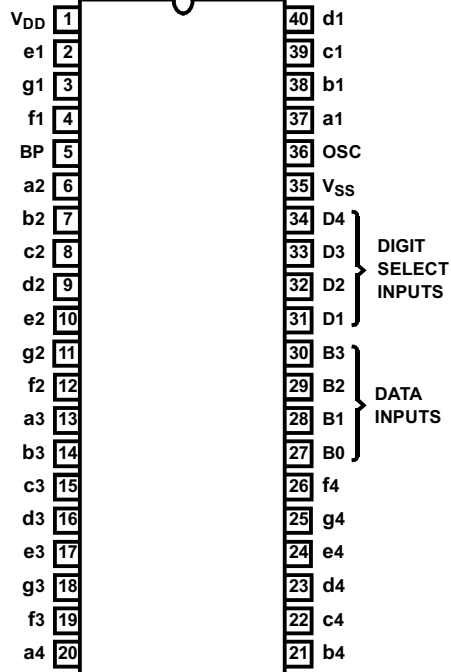 VDD 1 40 d1
e1 2 39 c1
g1 3 38 b1
f1 4 37 a1
BP 5 36 OSC
a2 6 35 VSS
b2 7 34 D4
c2 8 33 D3
d2 9 32 D2
e2 10 31 D1
DIGIT
SELECT
INPUTS
g2 11 30 B3
f2 12 29 B2
a3 13 28 B1
b3 14 27 B0
DATA
INPUTS
c3 15 26 f4
d3 16 25 g4
e3 17 24 e4
g3 18 23 d4
f3 19 22 c4
a4 20 21 b4